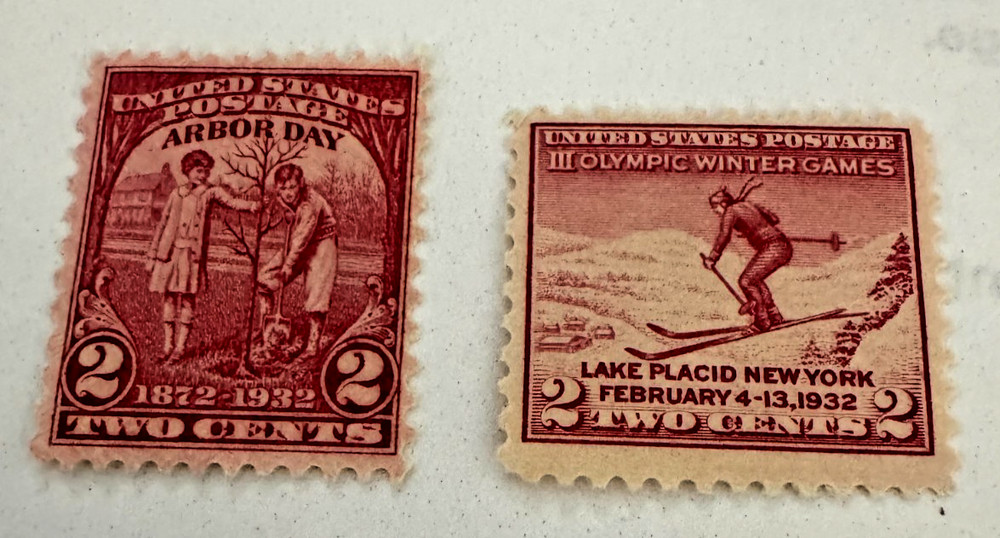 UNITED STATES
POSTAGE
ARBOR DAY
2 2
1872-1932
TWO CENTS
UNITED STATES POSTAGE
III OLYMPIC WINTER GAMES
LAKE PLACID NEW YORK
FEBRUARY 4-13, 1932
2 TWO CENTS 2